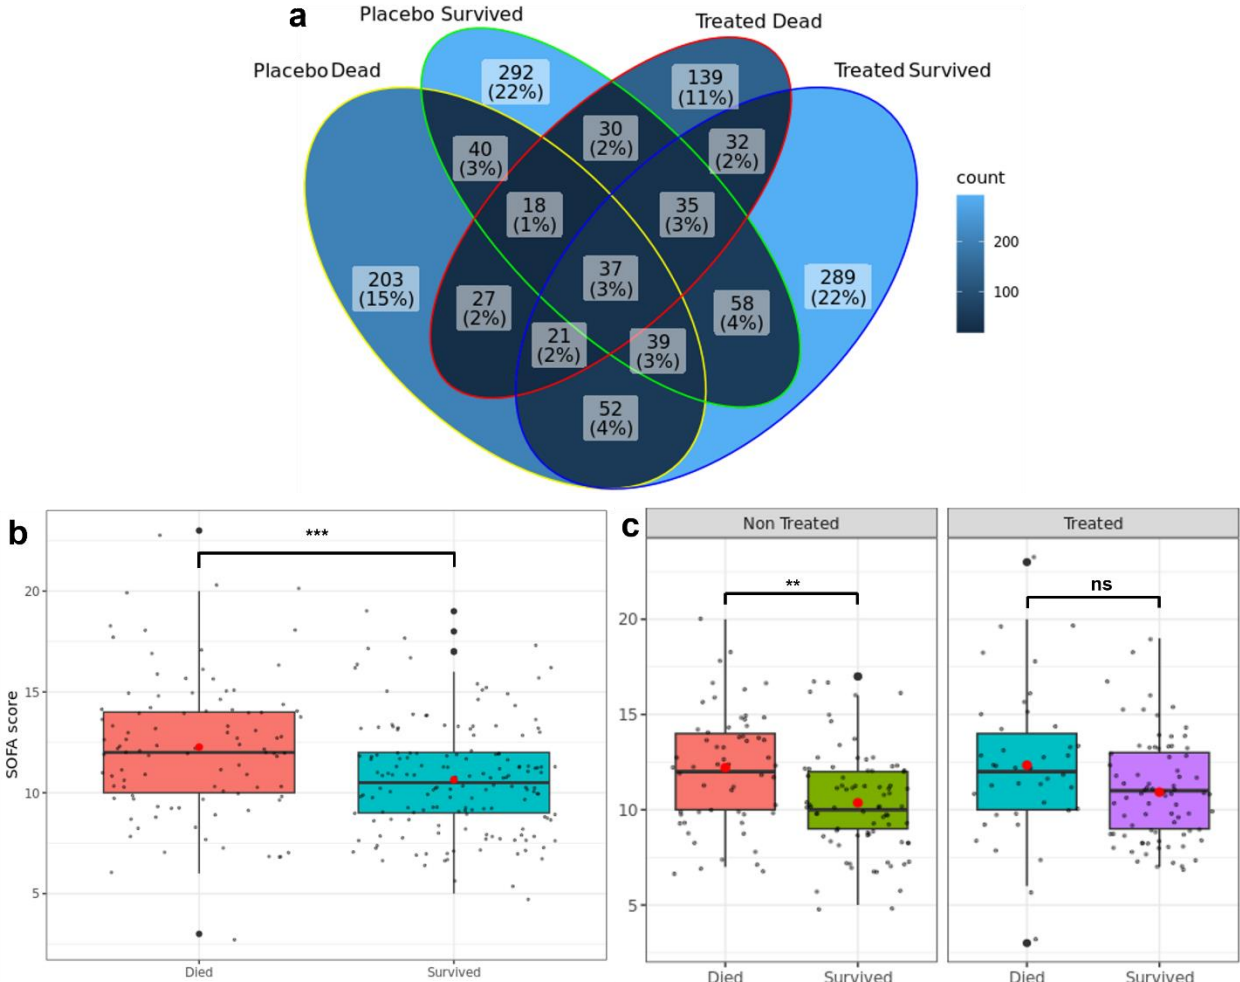 a
Placebo Survived
Treated Dead
Placebo Dead
Treated Survived
292
(22%)
139
(11%)
30
(2%)
32
(2%)
40
(3%)
18
(1%)
35
(3%)
203
(15%)
37
(3%)
289
(22%)
27
(2%)
58
(4%)
21
(2%)
39
(3%)
52
(4%)
count
200
100
b
***
SOFA score
20
15
10
5
Died
Survived
c
Non Treated
Treated
**
ns
20
15
10
5
Died
Survived
Died
Survived